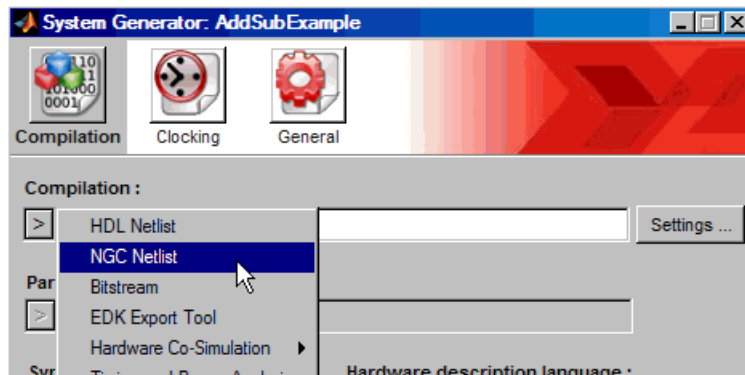 System Generator: AddSubExample
Compilation Clocking General
Compilation :
> HDL Netlist Settings ...
NGC Netlist
Par Bitstream
> EDK Export Tool
Hardware Co-Simulation
Hardware description language :